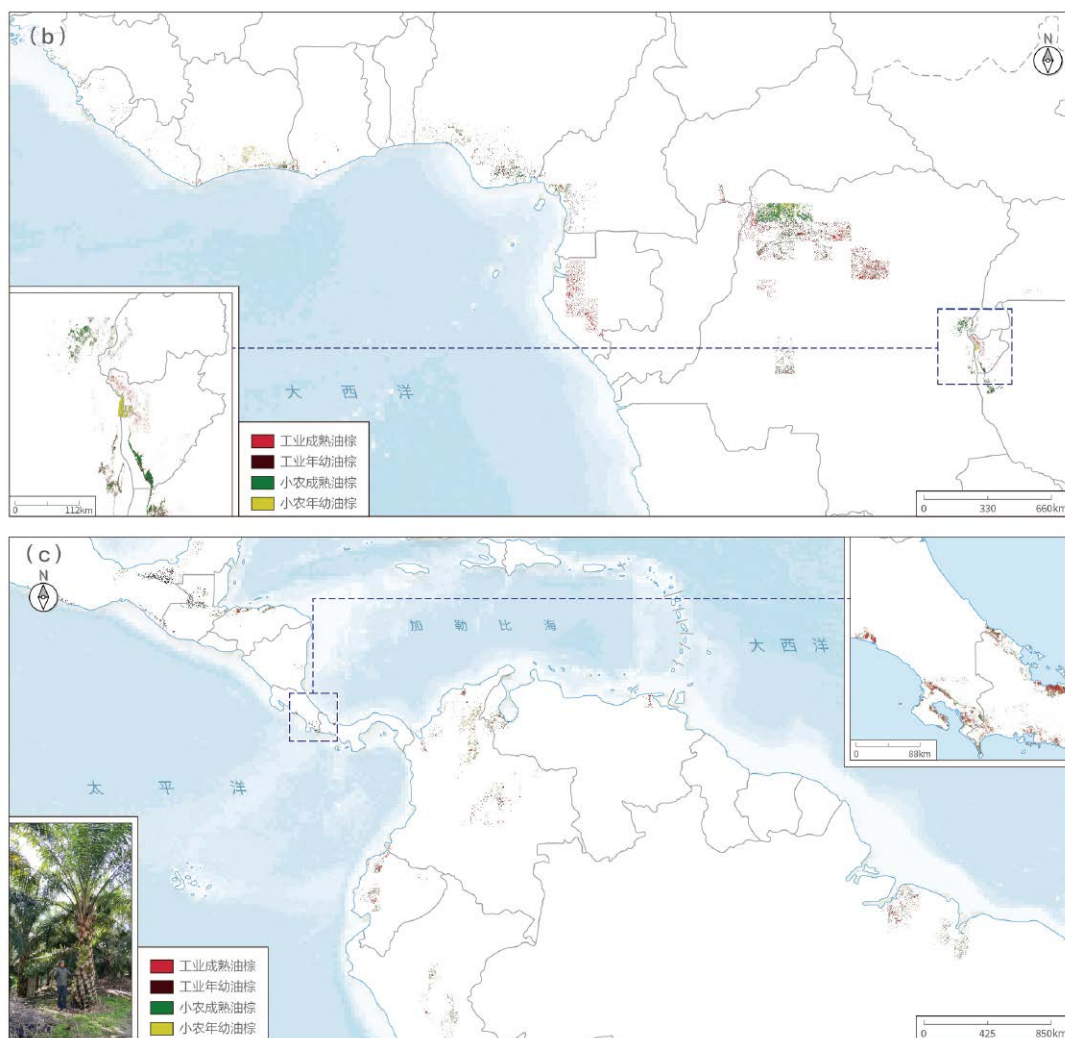 （b）
N
大西洋
工业成熟油棕
工业年幼油棕
小农成熟油棕
小农年幼油棕
0 112km
0 330 660km
（c）
N
加勒比海
大西洋
太平洋
0 88km
工业成熟油棕
工业年幼油棕
小农成熟油棕
小农年幼油棕
0 425 850km